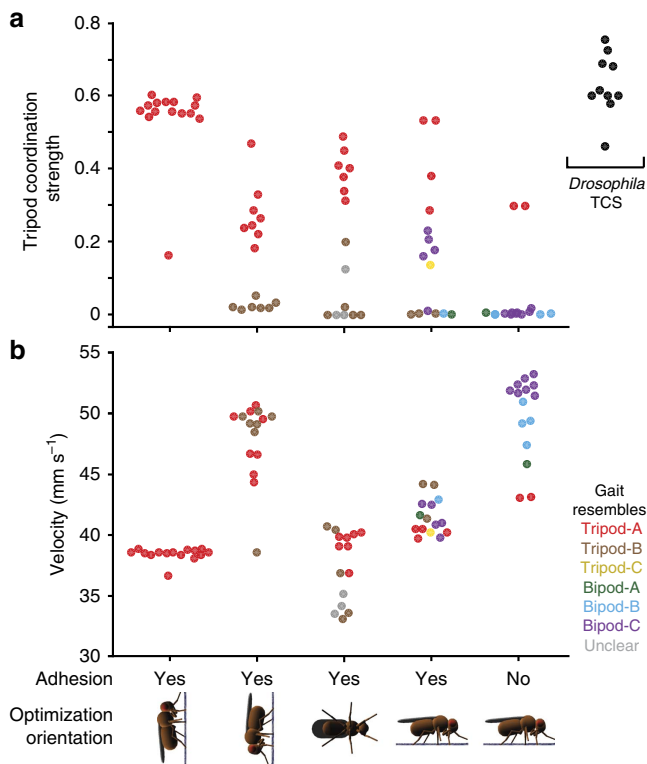 a
Tripod coordination
strength
0.8
0.6
0.4
0.2
0
Drosophila
TCS
b
Velocity (mm s⁻¹)
55
50
45
40
35
30
Gait
resembles
Tripod-A
Tripod-B
Tripod-C
Bipod-A
Bipod-B
Bipod-C
Unclear
Adhesion Yes Yes Yes Yes No
Optimization
orientation